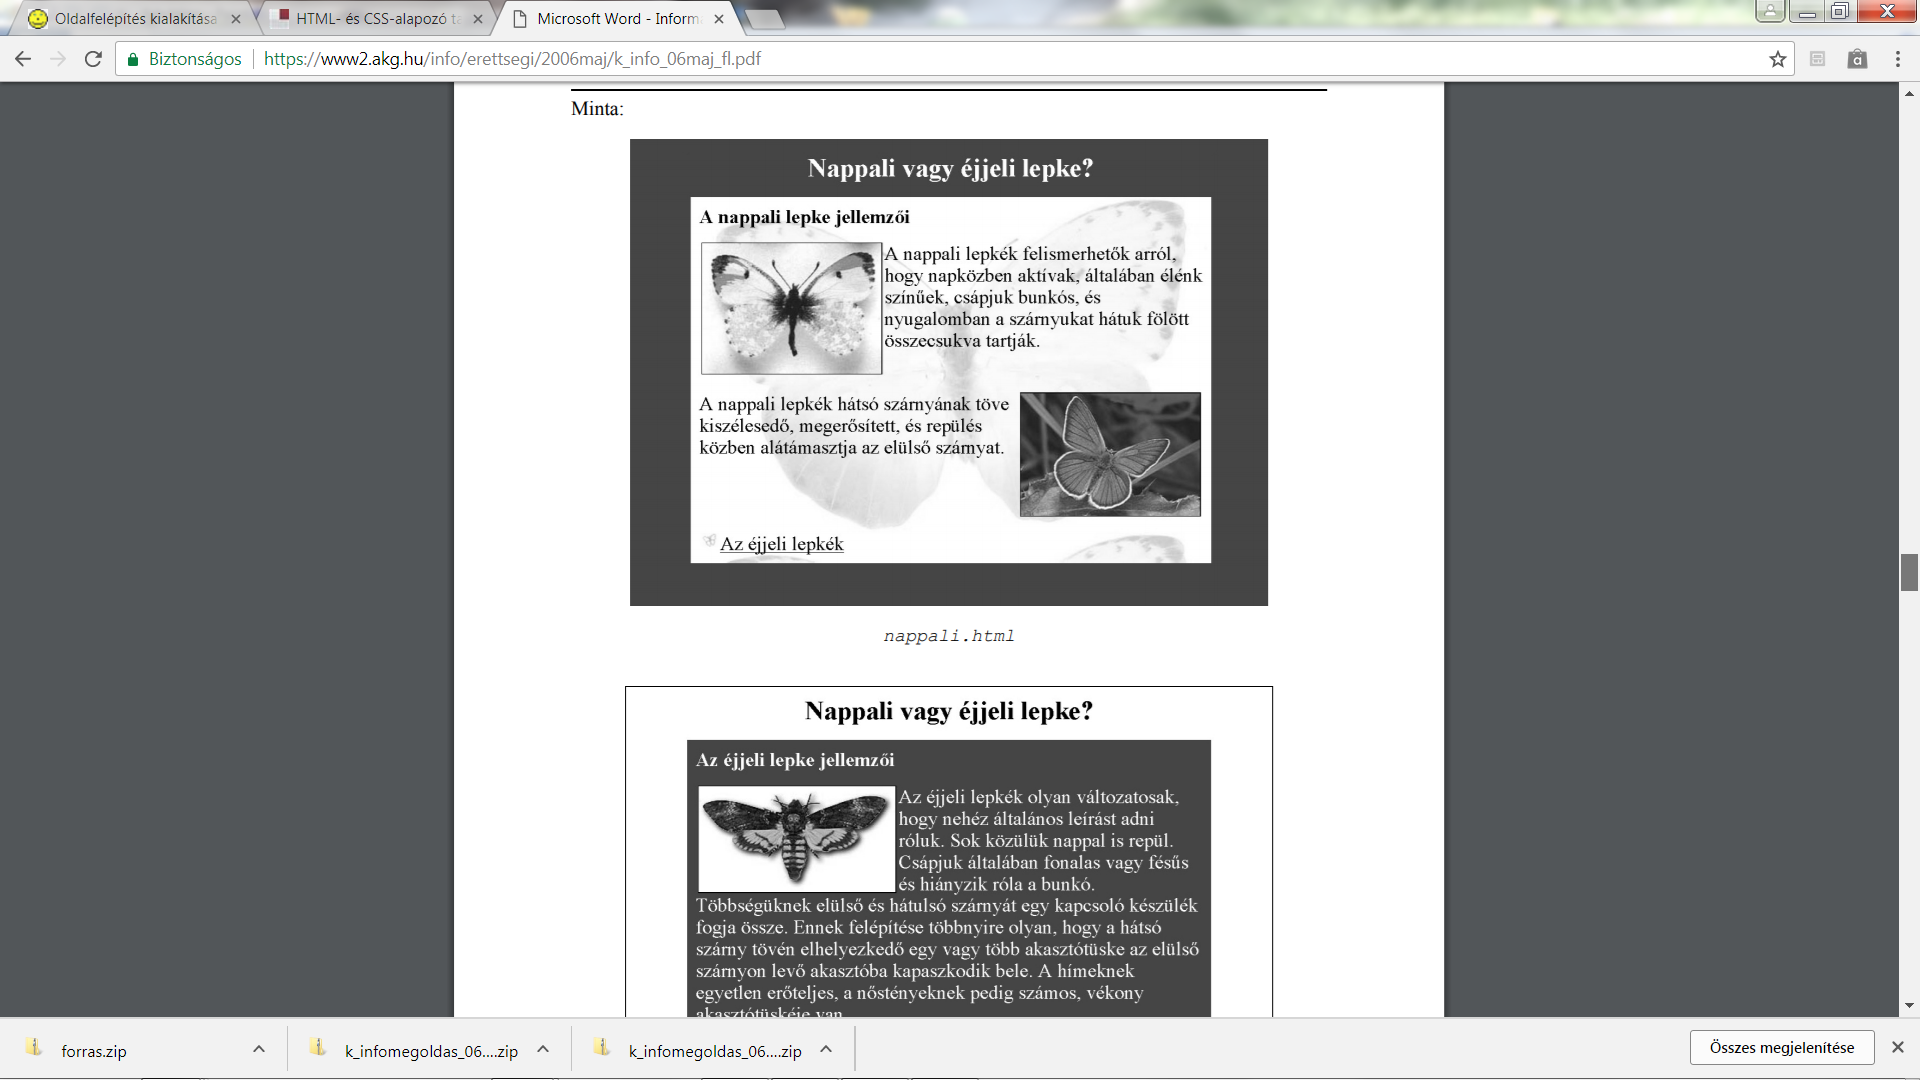 Oldalfelépítés kialakítása
HTML- és CSS-alapozó ta
Microsoft Word - Informa
Biztonságos
https://www2.akg.hu/info/erettsegi/2006maj/k_info_06maj_fl.pdf
Minta:
Nappali vagy éjjeli lepke?
A nappali lepke jellemzői
A nappali lepkék felismerhetők arról,
hogy napközben aktívak, általában élénk
színűek, csápjuk bunkós, és
nyugalomban a szárnyukat hátuk fölött
összecsukva tartják.
A nappali lepkék hátsó szárnyának töve
kiszélesedő, megerősített, és repülés
közben alátámasztja az elülső szárnyat.
Az éjjeli lepkék
nappali.html
Nappali vagy éjjeli lepke?
Az éjjeli lepke jellemzői
Az éjjeli lepkék olyan változatosak,
hogy nehéz általános leírást adni
róluk. Sok közülük nappal is repül.
Csápjuk általában fonalas vagy fésűs
és hiányzik róla a bunkó.
Többségüknek elülső és hátulsó szárnyát egy kapcsoló készülék
fogja össze. Ennek felépítése többnyire olyan, hogy a hátsó
szárny tövén elhelyezkedő egy vagy több akasztótüske az elülső
szárnyon levő akasztóba kapaszkodik bele. A hímeknek
egyetlen erőteljes, a nőstényeknek pedig számos, vékony
akasztótüskéje van.
forras.zip
k_infomegoldas_06....zip
k_infomegoldas_06....zip
Összes megjelenítése